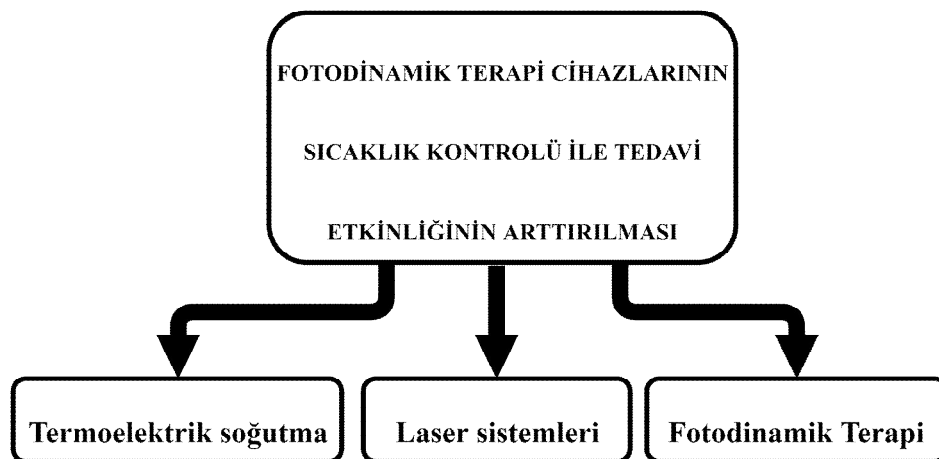 FOTODİNAMİK TERAPİ CİHAZLARININ
SICAKLIK KONTROLÜ İLE TEDAVİ
ETKİNLİĞİNİN ARTTIRILMASI
Termoelektrik soğutma
Laser sistemleri
Fotodinamik Terapi